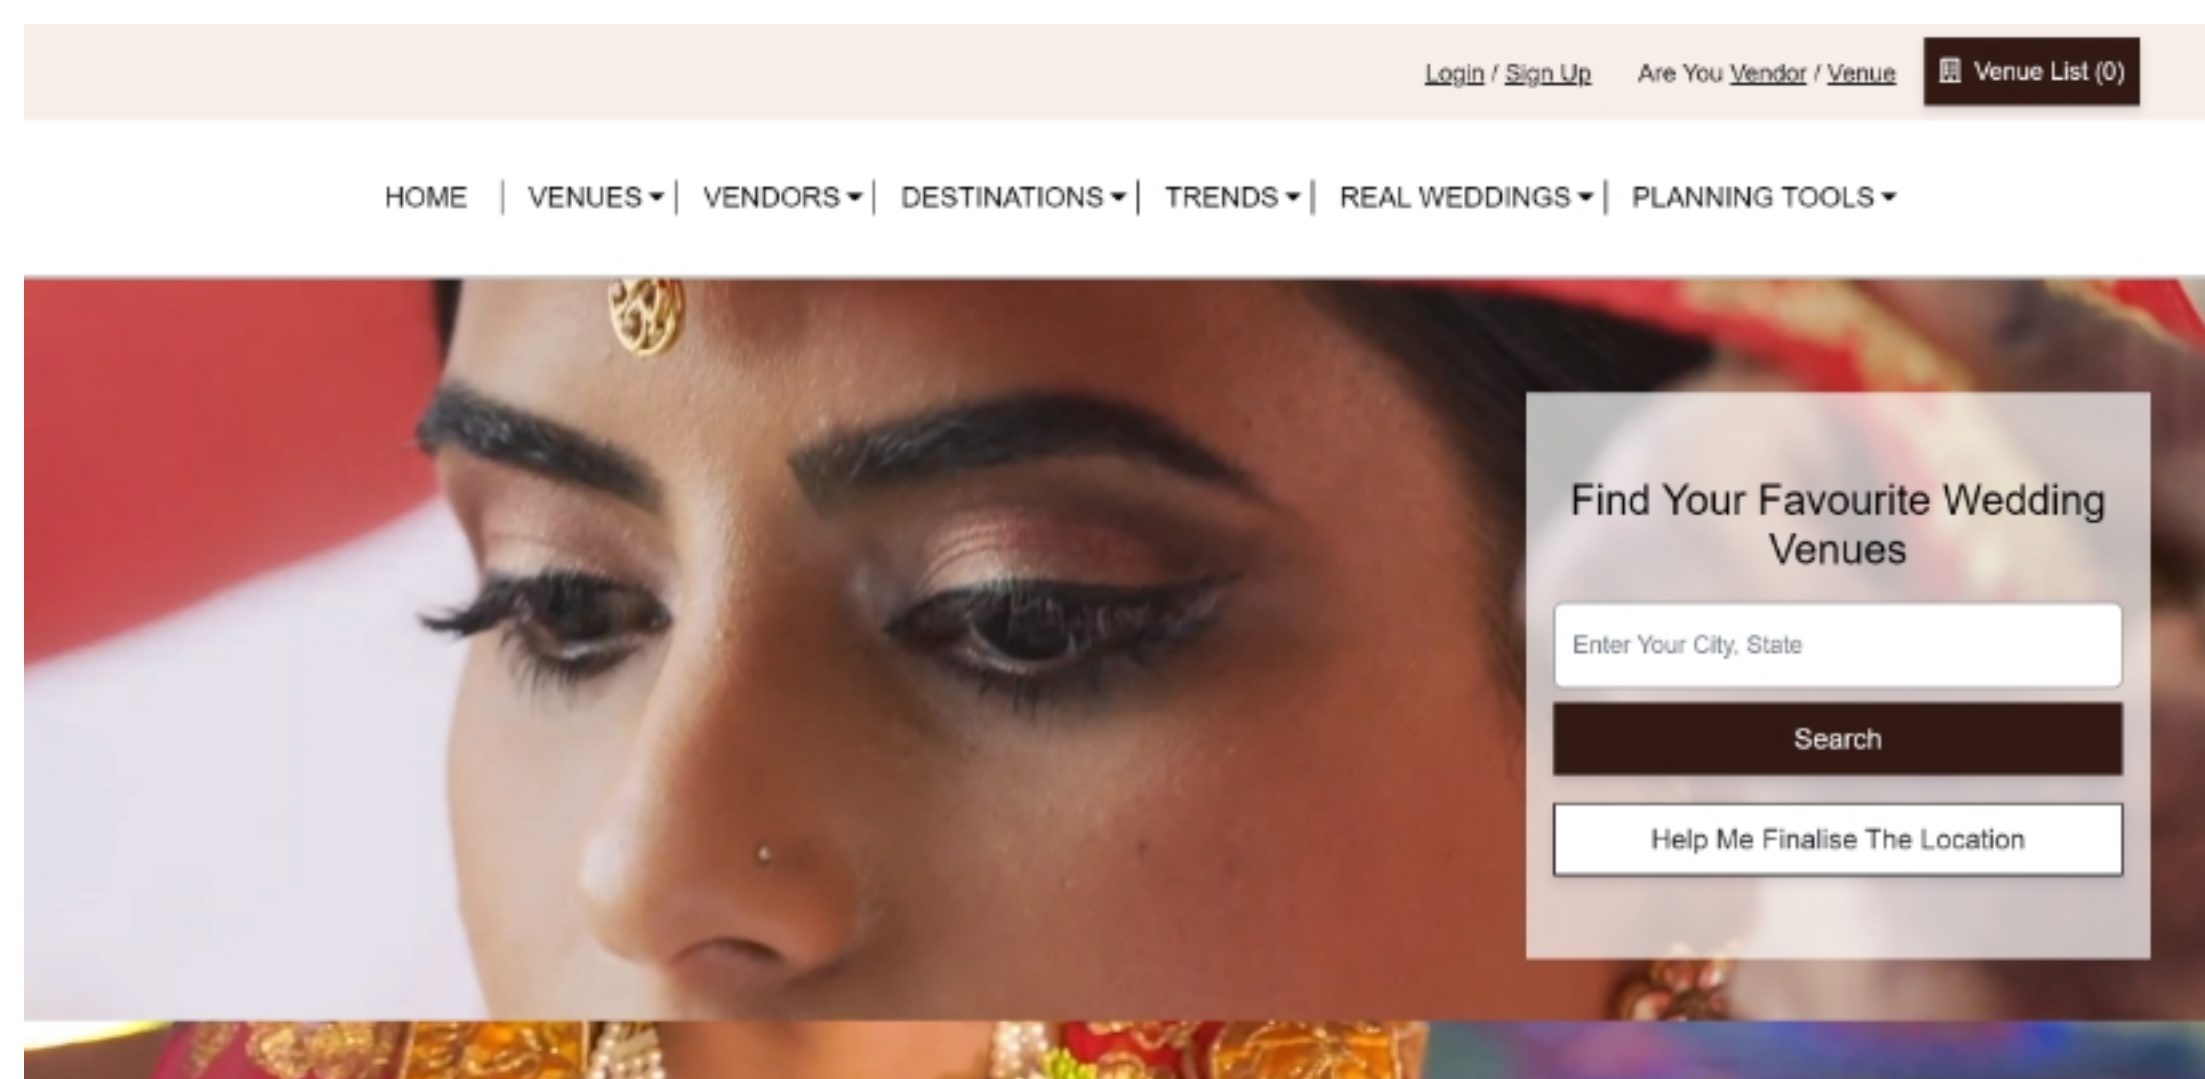 Login / Sign Up Are You Vendor / Venue Venue List (0)
HOME VENUES VENDORS DESTINATIONS TRENDS REAL WEDDINGS PLANNING TOOLS
Find Your Favourite Wedding
Venues
Enter Your City, State
Search
Help Me Finalise The Location